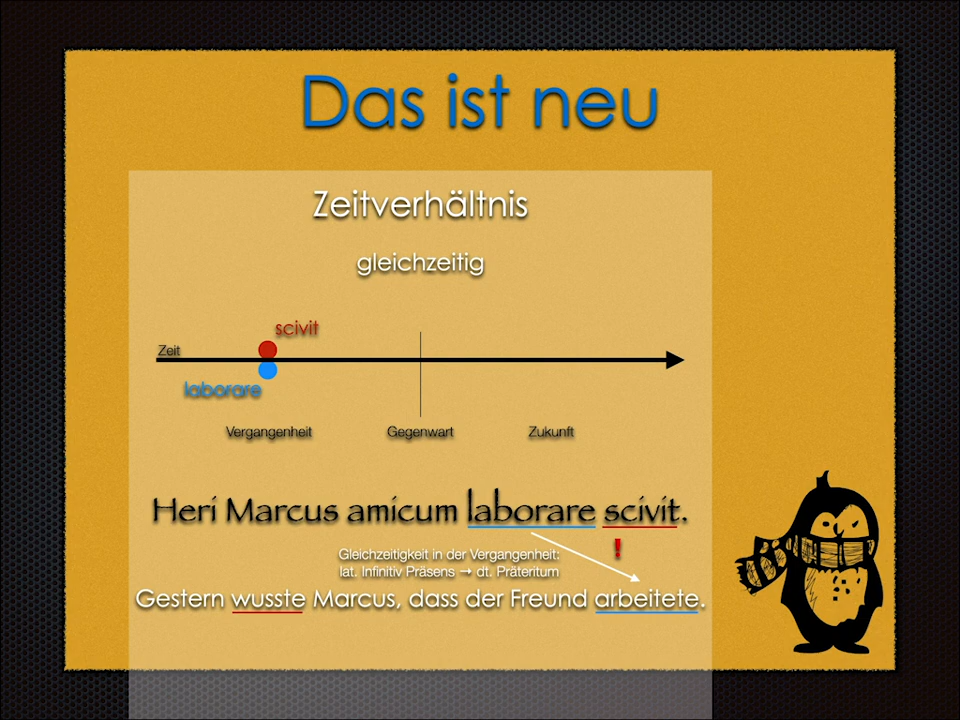 Das ist neu
Zeitverhältnis
gleichzeitig
scivit
Zeit
laborare
Vergangenheit Gegenwart Zukunft
Heri Marcus amicum laborare scivit.
!
Gleichzeitigkeit in der Vergangenheit:
lat. Infinitiv Präsens → dt. Präteritum
Gestern wusste Marcus, dass der Freund arbeitete.